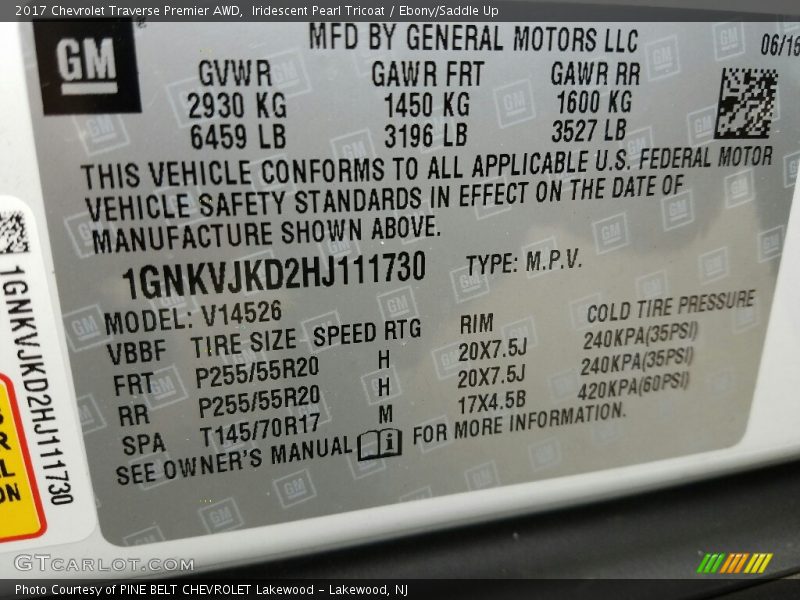 2017 Chevrolet Traverse Premier AWD, Iridescent Pearl Tricoat / Ebony/Saddle Up
GM
MFD BY GENERAL MOTORS LLC
06/16
GVWR GAWR FRT GAWR RR
2930 KG 1450 KG 1600 KG
6459 LB 3196 LB 3527 LB
THIS VEHICLE CONFORMS TO ALL APPLICABLE U.S. FEDERAL MOTOR
VEHICLE SAFETY STANDARDS IN EFFECT ON THE DATE OF
MANUFACTURE SHOWN ABOVE.
1GNKVJKD2HJ111730 TYPE: M.P.V.
MODEL: V14526
VBBF TIRE SIZE SPEED RTG RIM COLD TIRE PRESSURE
FRT P255/55R20 H 20X7.5J 240KPA(35PSI)
RR P255/55R20 H 20X7.5J 240KPA(35PSI)
SPA T145/70R17 M 17X4.5B 420KPA(60PSI)
SEE OWNER'S MANUAL FOR MORE INFORMATION.
1GNKVJKD2HJ111730
GTCarLot.com
Photo Courtesy of PINE BELT CHEVROLET Lakewood - Lakewood, NJ